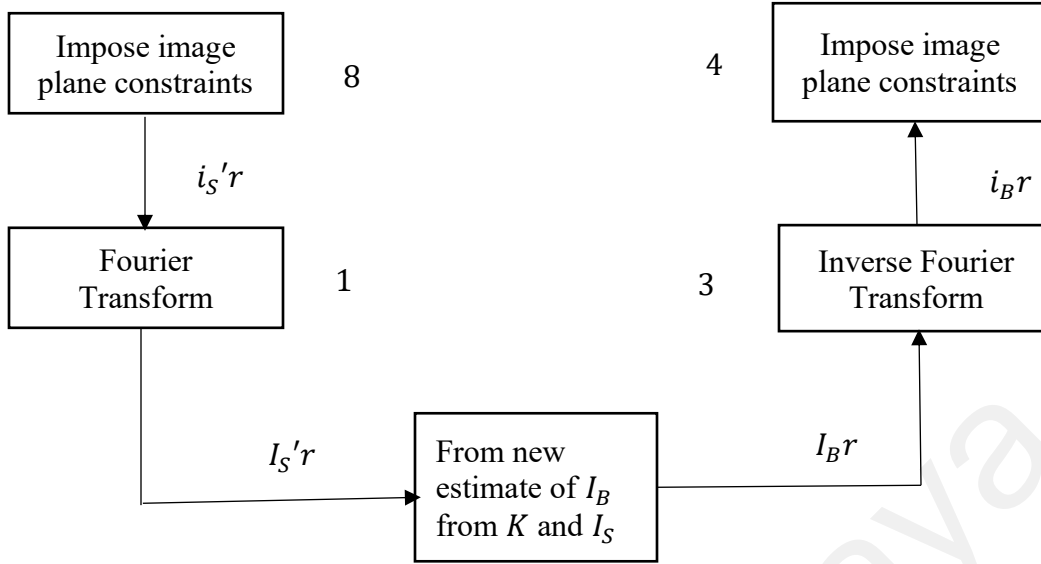 Impose image
plane constraints
8
4
Impose image
plane constraints
i_S′r
i_Br
Fourier
Transform
1
3
Inverse Fourier
Transform
I_S′r
From new
estimate of I_B
from K and I_S
I_Br